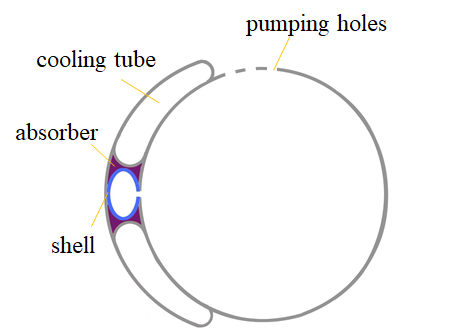 pumping holes
cooling tube
absorber
shell